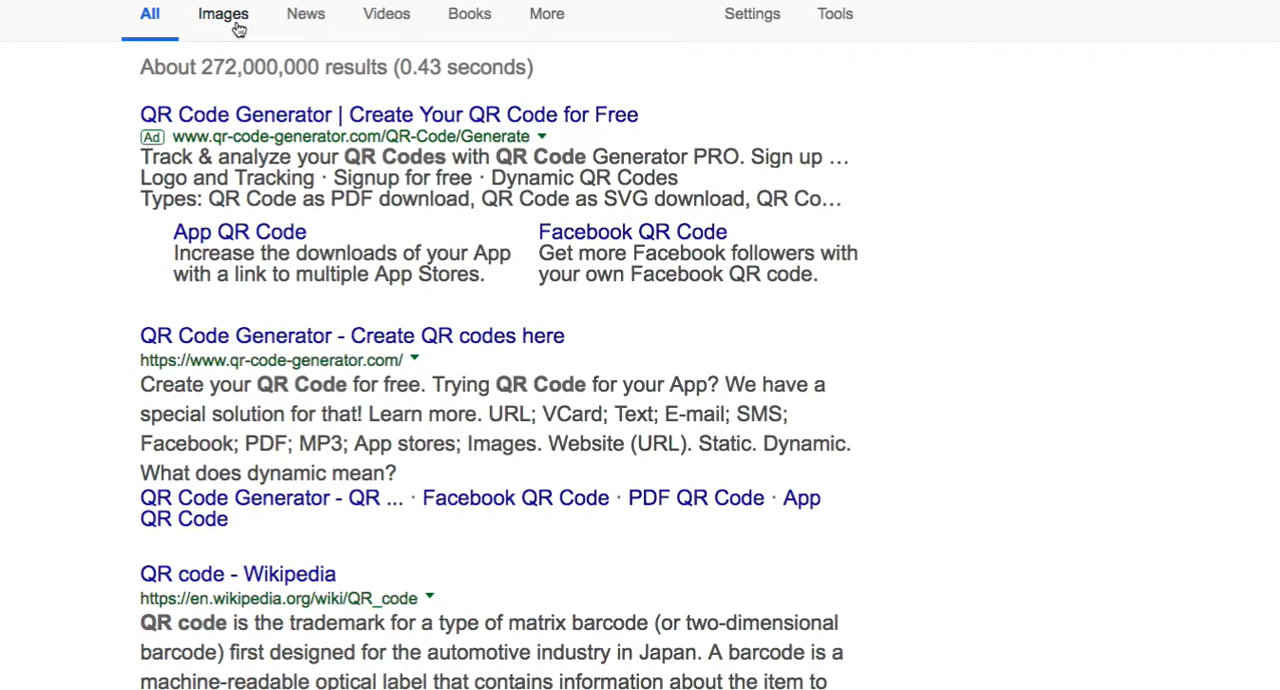 All Images News Videos Books More Settings Tools
About 272,000,000 results (0.43 seconds)
QR Code Generator | Create Your QR Code for Free
Ad www.qr-code-generator.com/QR-Code/Generate
Track & analyze your QR Codes with QR Code Generator PRO. Sign up ...
Logo and Tracking · Signup for free · Dynamic QR Codes
Types: QR Code as PDF download, QR Code as SVG download, QR Co...
App QR Code
Increase the downloads of your App
with a link to multiple App Stores.
Facebook QR Code
Get more Facebook followers with
your own Facebook QR code.
QR Code Generator - Create QR codes here
https://www.qr-code-generator.com/
Create your QR Code for free. Trying QR Code for your App? We have a
special solution for that! Learn more. URL; VCard; Text; E-mail; SMS;
Facebook; PDF; MP3; App stores; Images. Website (URL). Static. Dynamic.
What does dynamic mean?
QR Code Generator - QR ... · Facebook QR Code · PDF QR Code · App
QR Code
QR code - Wikipedia
https://en.wikipedia.org/wiki/QR_code
QR code is the trademark for a type of matrix barcode (or two-dimensional
barcode) first designed for the automotive industry in Japan. A barcode is a
machine-readable optical label that contains information about the item to